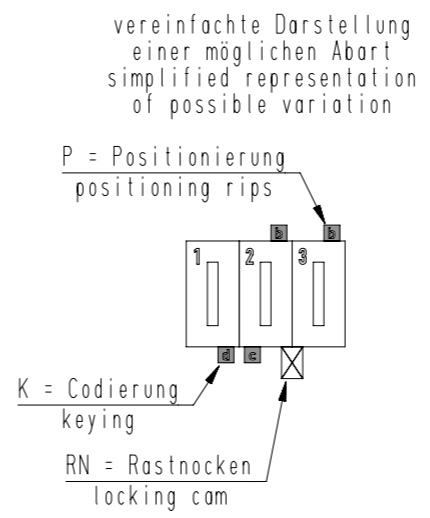 vereinfachte Darstellung
einer möglichen Abart
simplified representation
of possible variation
P = Positionierung
positioning rips
1 2 3
d c
K = Codierung
keying
RN = Rastnocken
locking cam